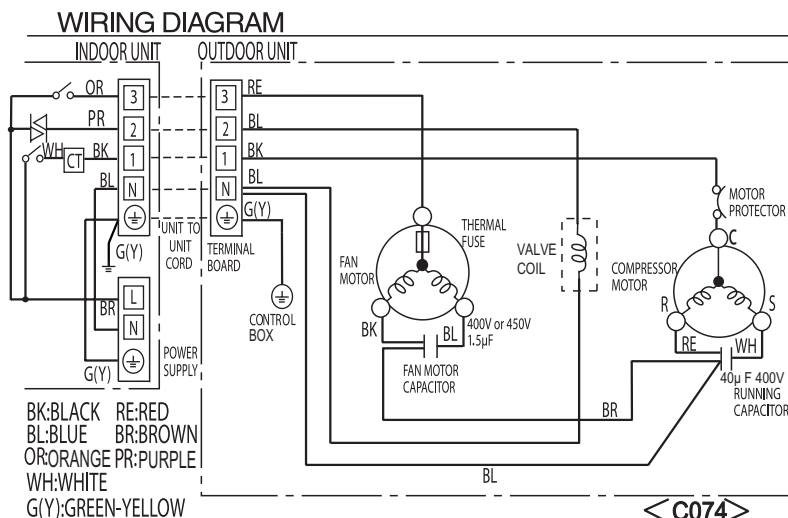 WIRING DIAGRAM
INDOOR UNIT
OUTDOOR UNIT
OR
3
3
RE
PR
2
2
BL
WH
CT
BK
1
1
BK
BL
N
N
BL
G(Y)
G(Y)
UNIT TO
UNIT
CORD
TERMINAL
BOARD
CONTROL
BOX
L
BR
N
POWER
SUPPLY
G(Y)
THERMAL
FUSE
FAN
MOTOR
BK
BL
400V or 450V
1.5µF
FAN MOTOR
CAPACITOR
VALVE
COIL
MOTOR
PROTECTOR
C
COMPRESSOR
MOTOR
R
S
RE
WH
40µ F 400V
RUNNING
CAPACITOR
BR
BL
BK:BLACK RE:RED
BL:BLUE BR:BROWN
OR:ORANGE PR:PURPLE
WH:WHITE
G(Y):GREEN-YELLOW
< C074 >